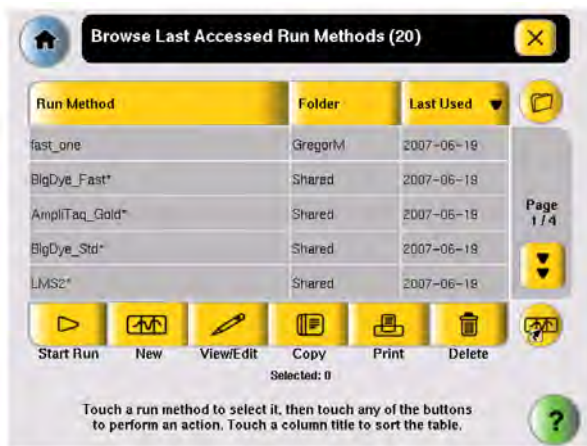 Browse Last Accessed Run Methods (20)
Run Method Folder Last Used
fast_one GregorM 2007-06-19
BigDye_Fast* Shared 2007-06-19
AmpliTaq_Gold* Shared 2007-06-19
BigDye_Std* Shared 2007-06-19
LMS2* Shared 2007-06-19
Page
1/4
Start Run New View/Edit Copy Print Delete
Selected: 0
Touch a run method to select it, then touch any of the buttons
to perform an action. Touch a column title to sort the table.
?